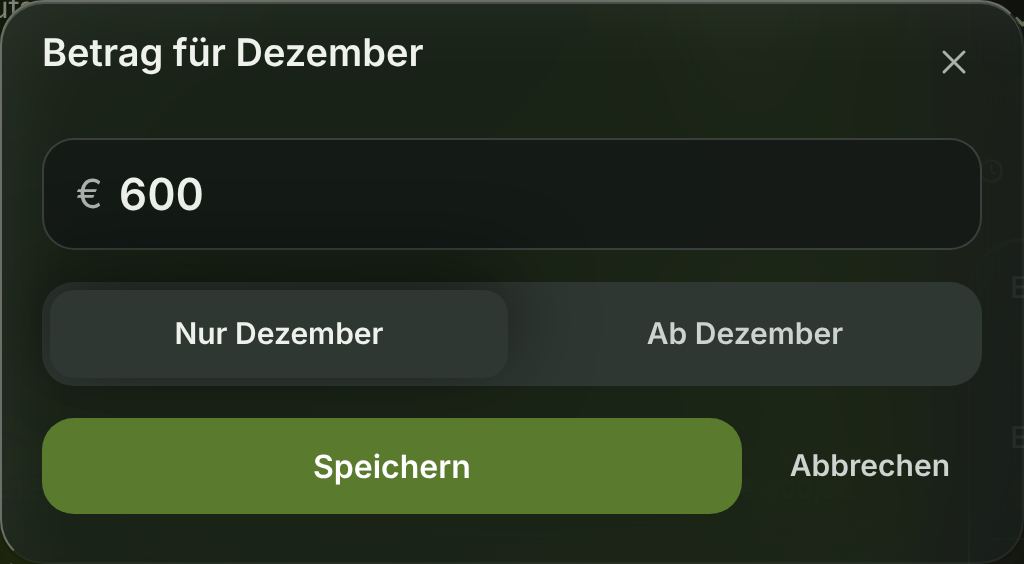 Betrag für Dezember
€ 600
Nur Dezember
Ab Dezember
Speichern
Abbrechen